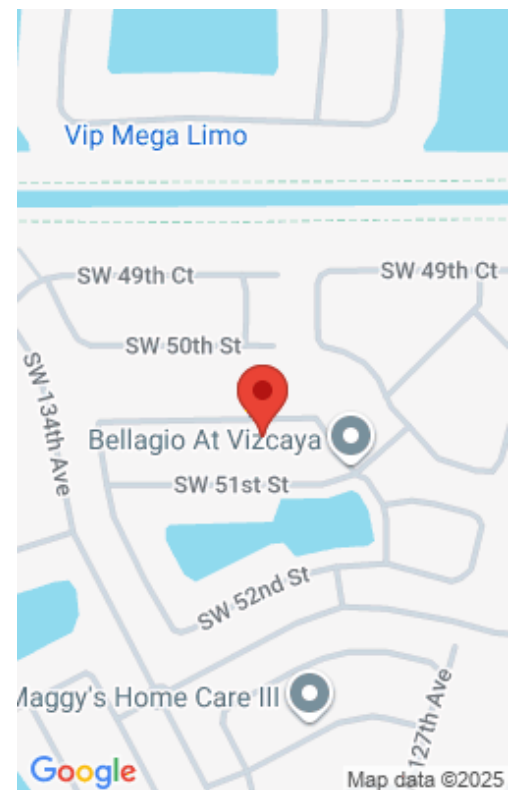 Vip Mega Limo
SW 49th Ct
SW 49th Ct
SW 50th St
SW 134th Ave
Bellagio At Vizcaya
SW 51st St
SW 52nd St
Maggy's Home Care III
127th Ave
Google
Map data ©2025